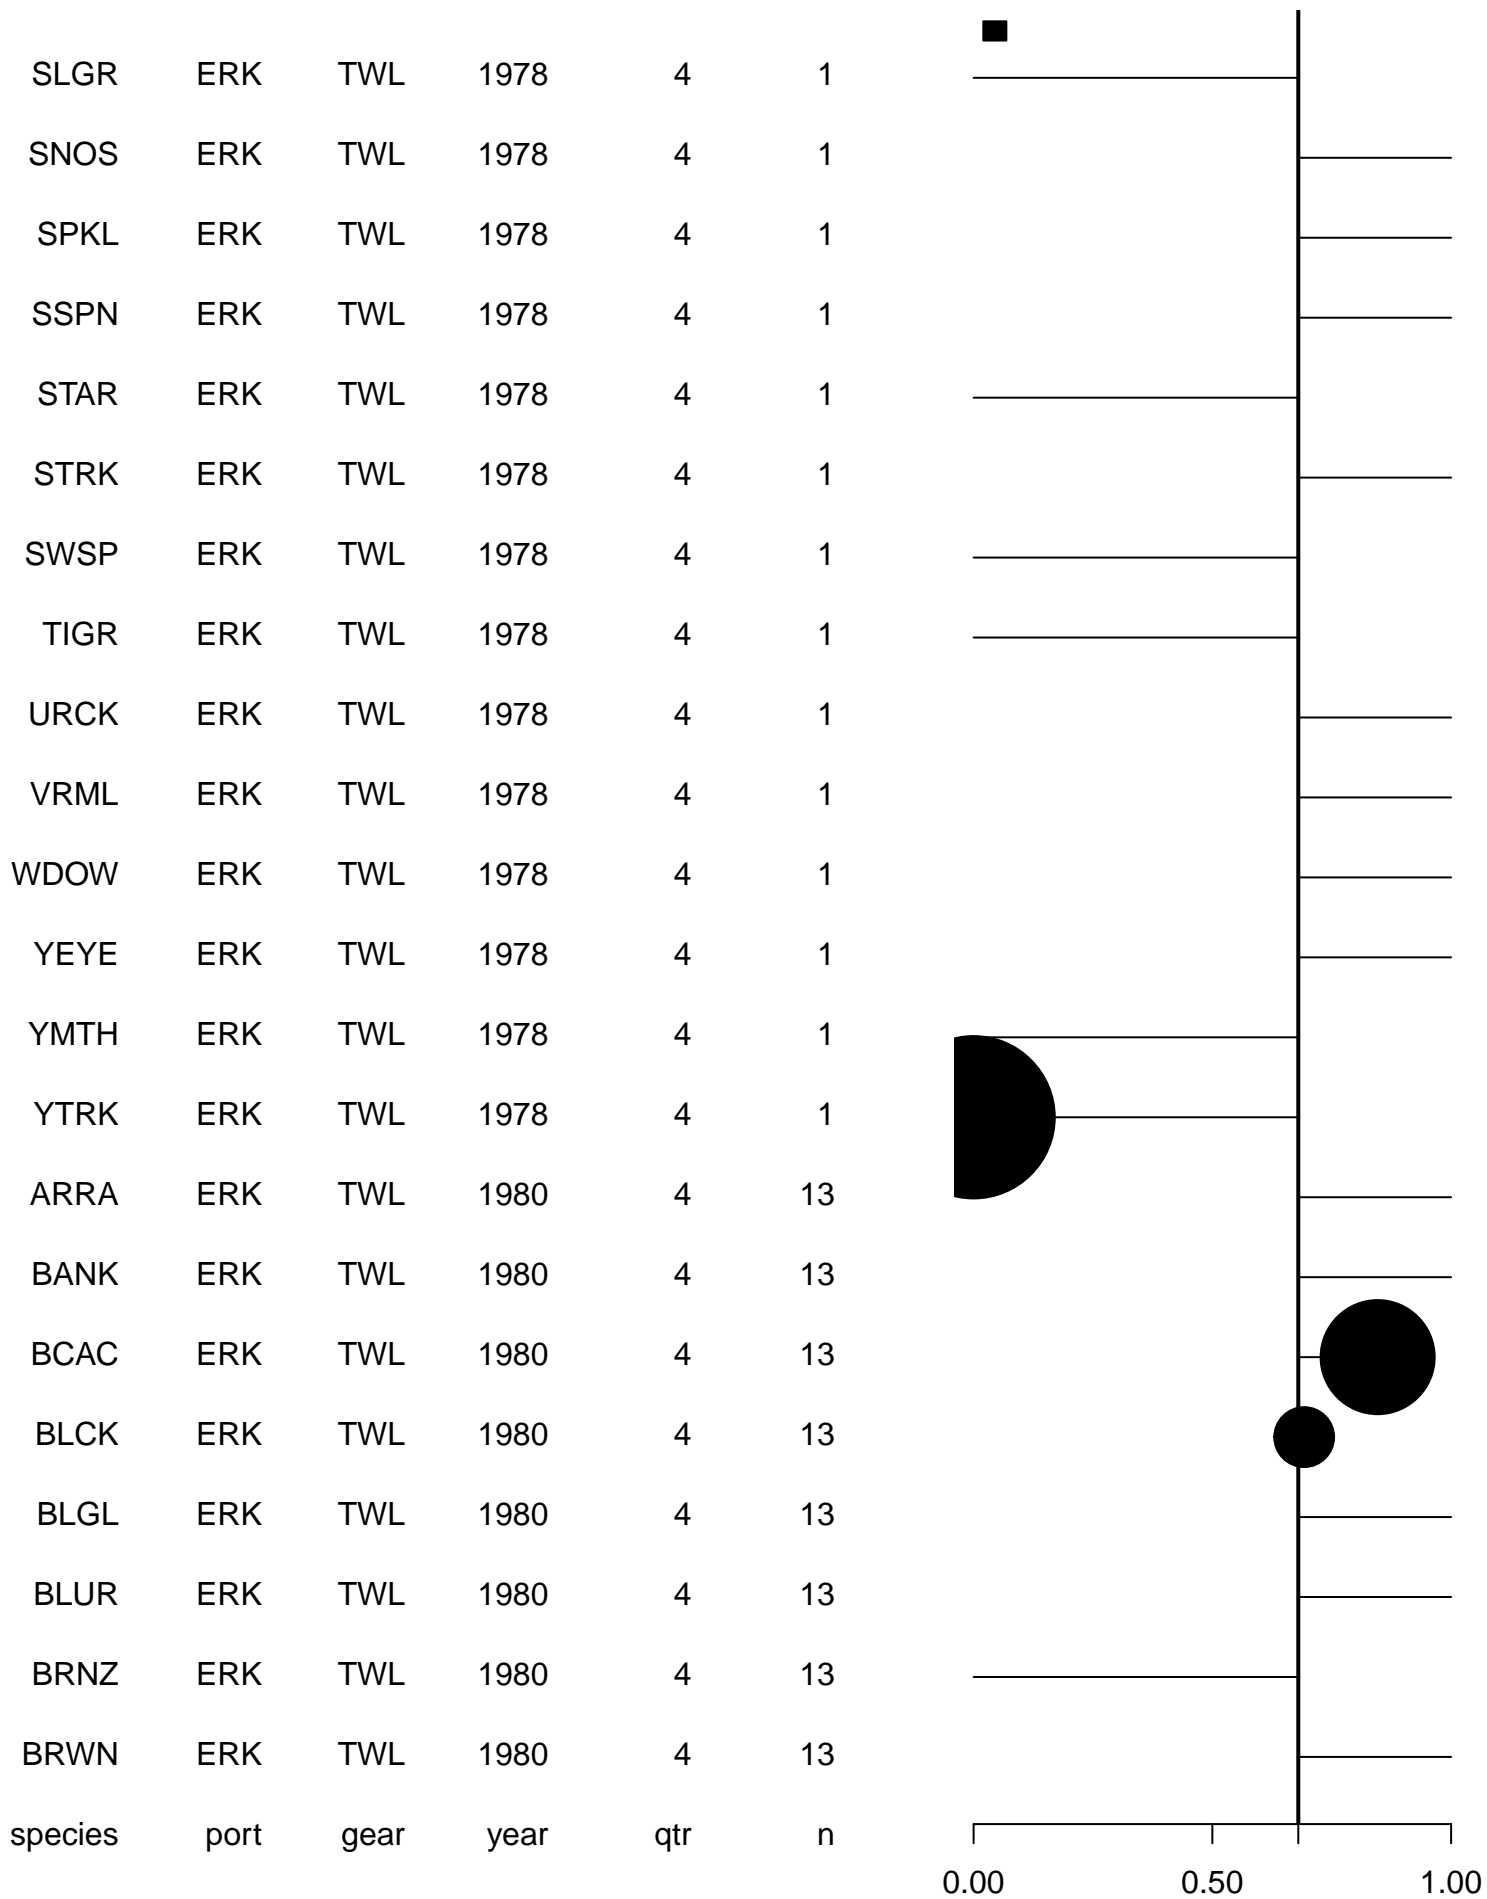 SLGR ERK TWL 1978 4 1
SNOS ERK TWL 1978 4 1
SPKL ERK TWL 1978 4 1
SSPN ERK TWL 1978 4 1
STAR ERK TWL 1978 4 1
STRK ERK TWL 1978 4 1
SWSP ERK TWL 1978 4 1
TIGR ERK TWL 1978 4 1
URCK ERK TWL 1978 4 1
VRML ERK TWL 1978 4 1
WDOW ERK TWL 1978 4 1
YEYE ERK TWL 1978 4 1
YMTH ERK TWL 1978 4 1
YTRK ERK TWL 1978 4 1
ARRA ERK TWL 1980 4 13
BANK ERK TWL 1980 4 13
BCAC ERK TWL 1980 4 13
BLCK ERK TWL 1980 4 13
BLGL ERK TWL 1980 4 13
BLUR ERK TWL 1980 4 13
BRNZ ERK TWL 1980 4 13
BRWN ERK TWL 1980 4 13
species port gear year qtr n
0.00 0.50 1.00